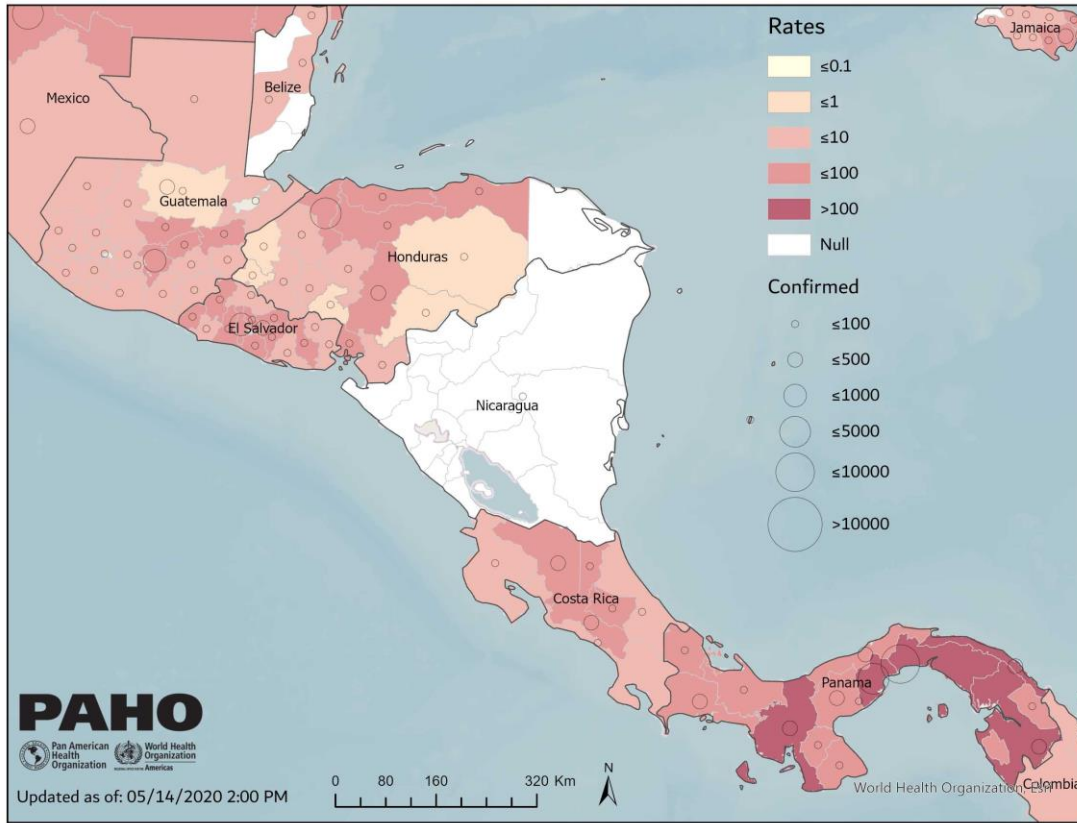 Rates
≤0.1
≤1
≤10
≤100
>100
Null
Confirmed
≤100
≤500
≤1000
≤5000
≤10000
>10000
Jamaica
Mexico
Belize
Guatemala
Honduras
El Salvador
Nicaragua
Costa Rica
Panama
Colombia
PAHO
Pan American
Health
Organization
World Health
Organization
Americas
Updated as of: 05/14/2020 2:00 PM
0 80 160 320 Km
N
World Health Organization, Esri